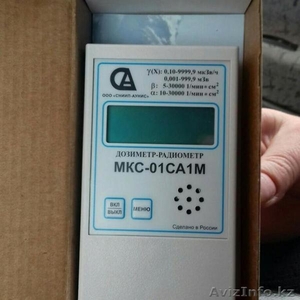 СА
γ(X): 0,10-9999,9 мкЗв/ч
0,001-999,9 мЗв
β: 5-30000 1/мин•см²
α: 10-30000 1/мин•см²
ООО «СНИИП-АУНИС»
ДОЗИМЕТР-РАДИОМЕТР
МКС-01СА1М
ВКЛ
ВЫКЛ
МЕНЮ
Сделано в России
AvizInfo.kz